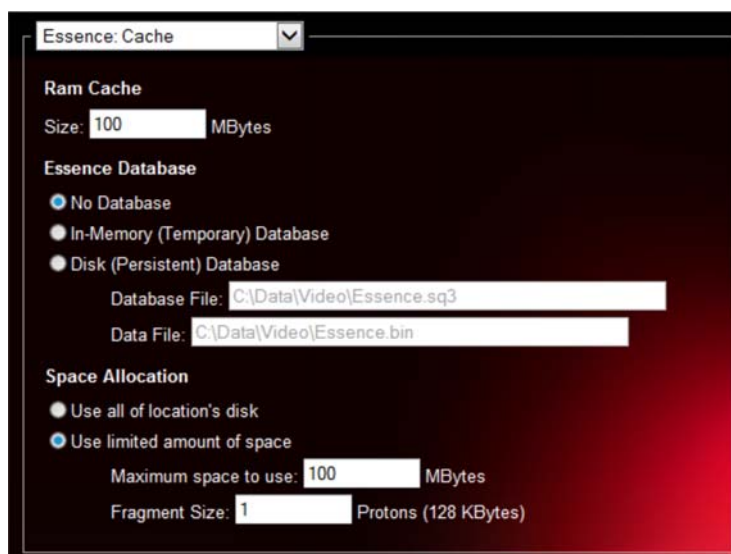 Essence: Cache
Ram Cache
Size: 100 MBytes
Essence Database
No Database
In-Memory (Temporary) Database
Disk (Persistent) Database
Database File: C:\Data\Video\Essence.sq3
Data File: C:\Data\Video\Essence.bin
Space Allocation
Use all of location's disk
Use limited amount of space
Maximum space to use: 100 MBytes
Fragment Size: 1 Protons (128 KBytes)